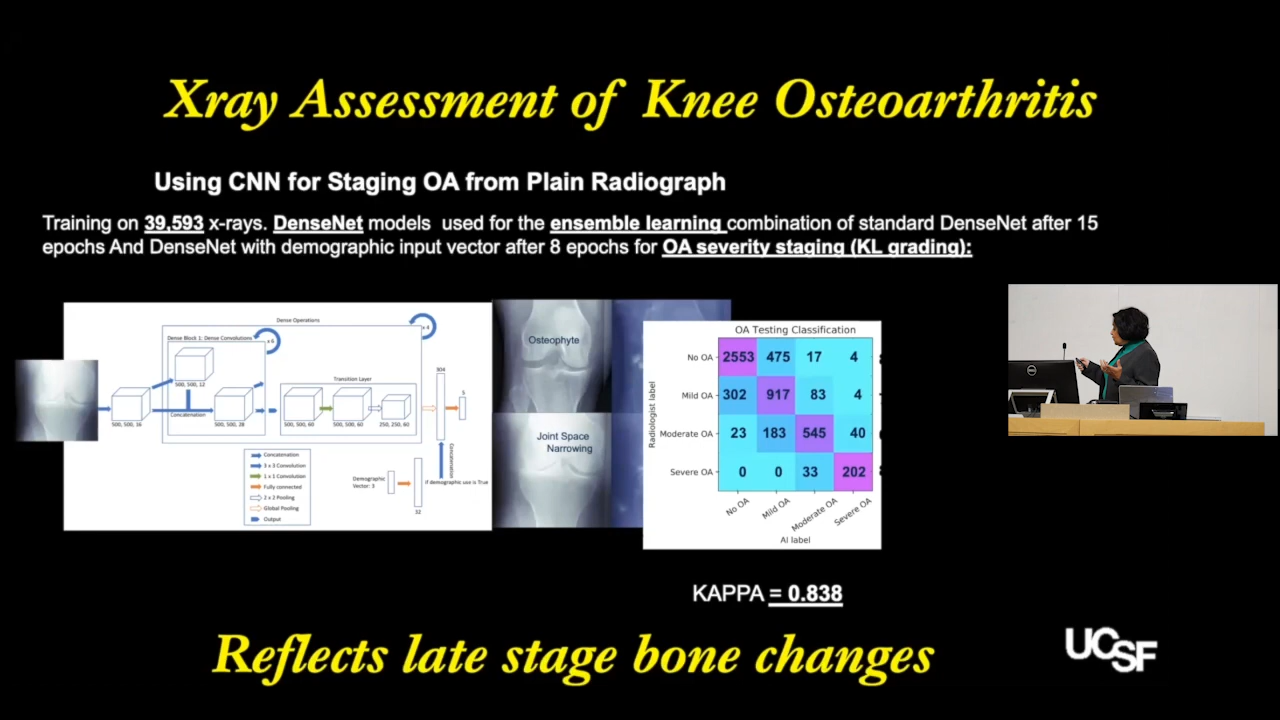 Xray Assessment of Knee Osteoarthritis
Using CNN for Staging OA from Plain Radiograph
Training on 39,593 x-rays. DenseNet models used for the ensemble learning combination of standard DenseNet after 15
epochs And DenseNet with demographic input vector after 8 epochs for OA severity staging (KL grading):
Dense Operations
x 4
Dense Block 1: Dense Convolutions
x 6
500, 500, 12
Concatenation
500, 500, 16
500, 500, 28
Transition Layer
500, 500, 60
500, 500, 60
250, 250, 60
304
5
Concatenation
if demographic use is True
Demographic
Vector: 3
32
Concatenation
3 x 3 Convolution
1 x 1 Convolution
Fully connected
2 x 2 Pooling
Global Pooling
Output
Osteophyte
Joint Space
Narrowing
OA Testing Classification
Radiologist label
No OA 2553 475 17 4
Mild OA 302 917 83 4
Moderate OA 23 183 545 40
Severe OA 0 0 33 202
No OA
Mild OA
Moderate OA
Severe OA
AI label
KAPPA = 0.838
Reflects late stage bone changes
UCSF